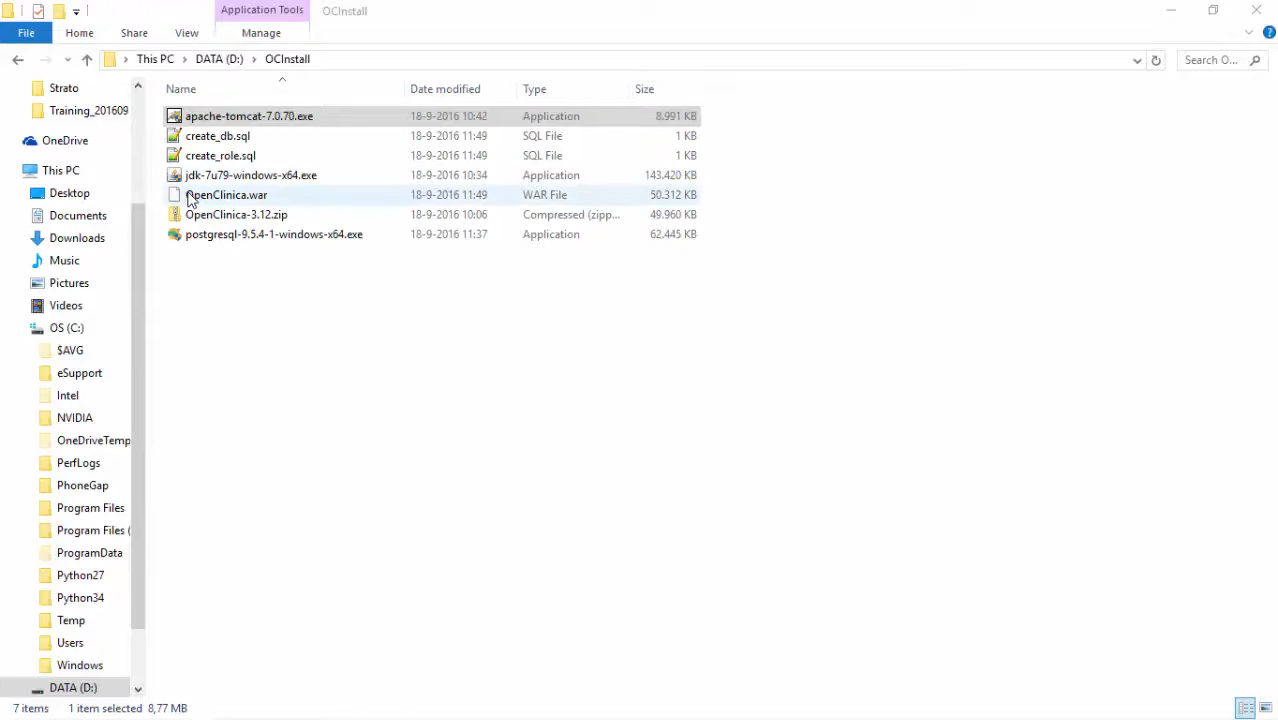 Application Tools
OCInstall
File
Home
Share
View
Manage
This PC
DATA (D:)
OCInstall
Search O...
Name
Date modified
Type
Size
apache-tomcat-7.0.70.exe 18-9-2016 10:42 Application 8.991 KB
create_db.sql 18-9-2016 11:49 SQL File 1 KB
create_role.sql 18-9-2016 11:49 SQL File 1 KB
jdk-7u79-windows-x64.exe 18-9-2016 10:34 Application 143.420 KB
OpenClinica.war 18-9-2016 11:49 WAR File 50.312 KB
OpenClinica-3.12.zip 18-9-2016 10:06 Compressed (zipp... 49.960 KB
postgresql-9.5.4-1-windows-x64.exe 18-9-2016 11:37 Application 62.445 KB
Strato
Training_201609
OneDrive
This PC
Desktop
Documents
Downloads
Music
Pictures
Videos
OS (C:)
$AVG
eSupport
Intel
NVIDIA
OneDriveTemp
PerfLogs
PhoneGap
Program Files
Program Files (
ProgramData
Python27
Python34
Temp
Users
Windows
DATA (D:)
7 items
1 item selected 8,77 MB